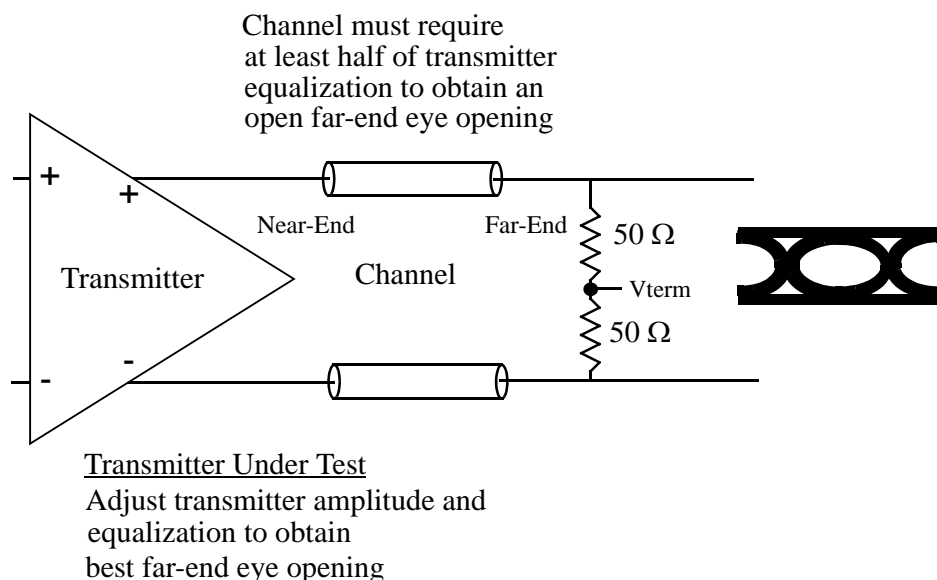 Channel must require
at least half of transmitter
equalization to obtain an
open far-end eye opening
+
+
Near-End
Far-End
50 Ω
Transmitter
Channel
Vterm
50 Ω
-
-
Transmitter Under Test
Adjust transmitter amplitude and
equalization to obtain
best far-end eye opening